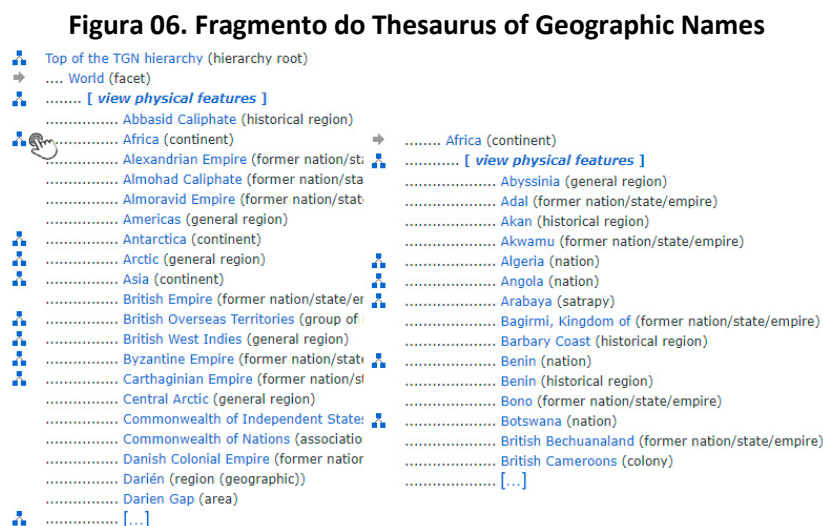 Figura 06. Fragmento do Thesaurus of Geographic Names
Top of the TGN hierarchy (hierarchy root)
.... World (facet)
........ [ view physical features ]
................ Abbasid Caliphate (historical region)
................ Africa (continent)
................ Alexandrian Empire (former nation/sta
................ Almohad Caliphate (former nation/sta
................ Almoravid Empire (former nation/stat
................ Americas (general region)
................ Antarctica (continent)
................ Arctic (general region)
................ Asia (continent)
................ British Empire (former nation/state/er
................ British Overseas Territories (group of
................ British West Indies (general region)
................ Byzantine Empire (former nation/state
................ Carthaginian Empire (former nation/st
................ Central Arctic (general region)
................ Commonwealth of Independent States
................ Commonwealth of Nations (associatio
................ Danish Colonial Empire (former nation
................ Darién (region (geographic))
................ Darien Gap (area)
................ [...]
........ Africa (continent)
............ [ view physical features ]
.................... Abyssinia (general region)
.................... Adal (former nation/state/empire)
.................... Akan (historical region)
.................... Akwamu (former nation/state/empire)
.................... Algeria (nation)
.................... Angola (nation)
.................... Arabaya (satrapy)
.................... Bagirmi, Kingdom of (former nation/state/empire)
.................... Barbary Coast (historical region)
.................... Benin (nation)
.................... Benin (historical region)
.................... Bono (former nation/state/empire)
.................... Botswana (nation)
.................... British Bechuanaland (former nation/state/empire)
.................... British Cameroons (colony)
.................... [...]